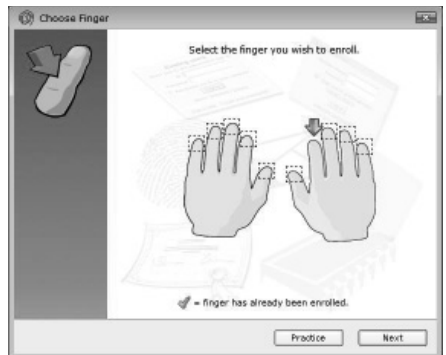 Choose Finger
Select the finger you wish to enroll.
= finger has already been enrolled.
Practice
Next